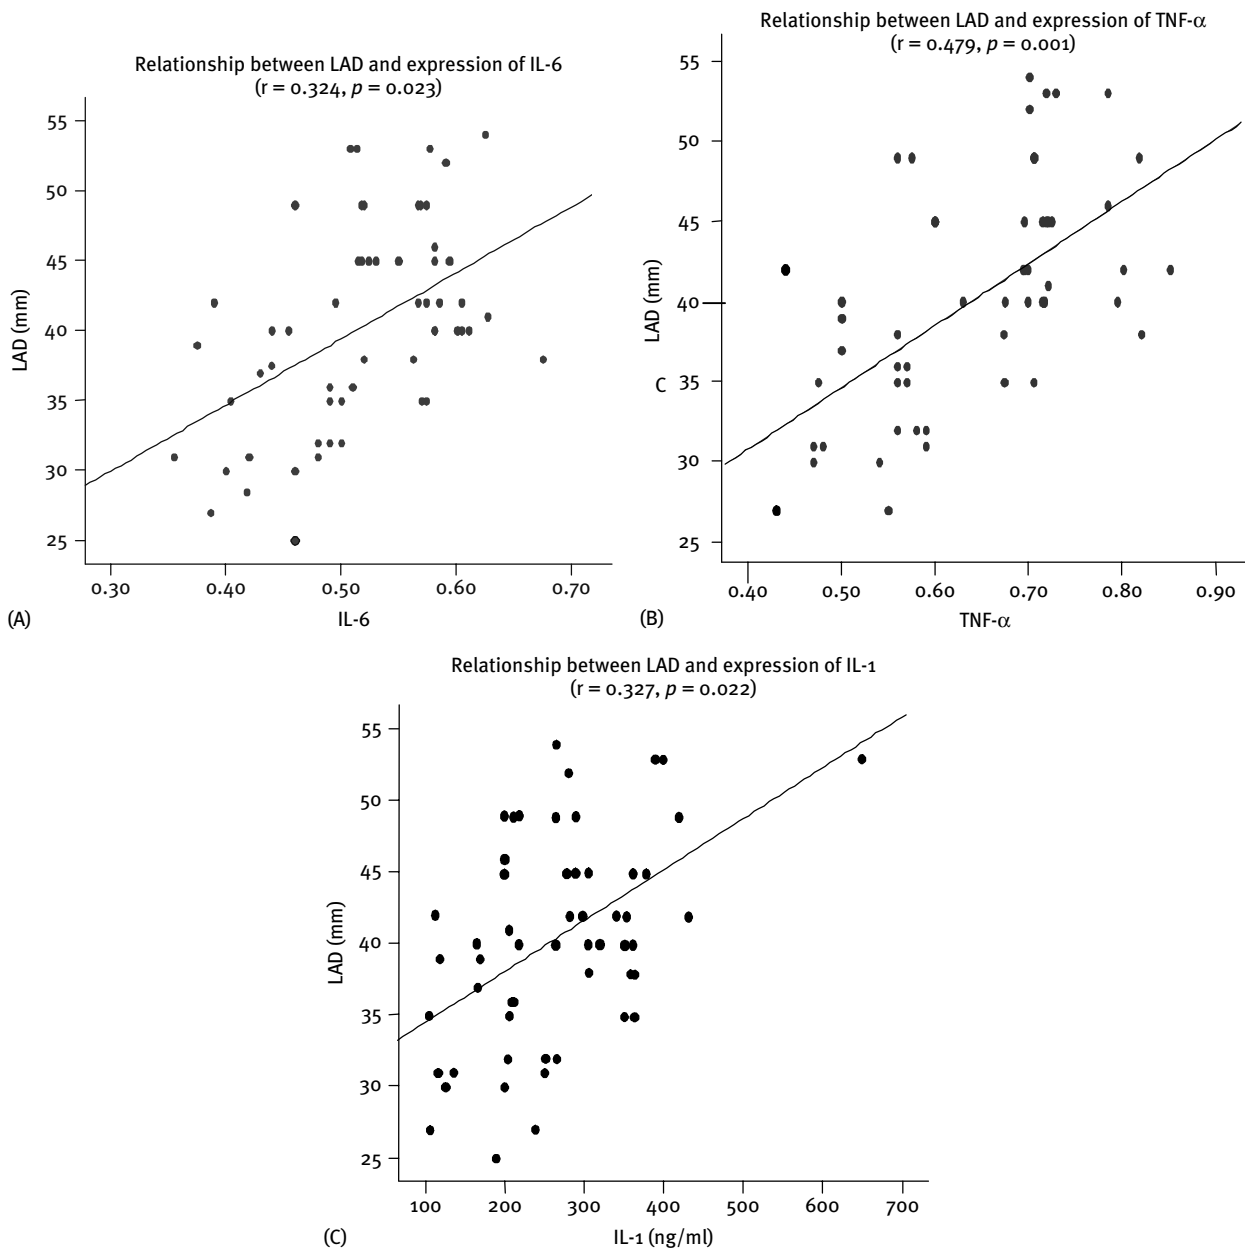 Relationship between LAD and expression of IL-6
(r = 0.324, p = 0.023)
55
50
45
40
35
30
25
LAD (mm)
0.30 0.40 0.50 0.60 0.70
IL-6
(A)
Relationship between LAD and expression of TNF-α
(r = 0.479, p = 0.001)
55
50
45
40
C 35
30
25
LAD (mm)
0.40 0.50 0.60 0.70 0.80 0.90
TNF-α
(B)
Relationship between LAD and expression of IL-1
(r = 0.327, p = 0.022)
55
50
45
40
35
30
25
LAD (mm)
100 200 300 400 500 600 700
IL-1 (ng/ml)
(C)